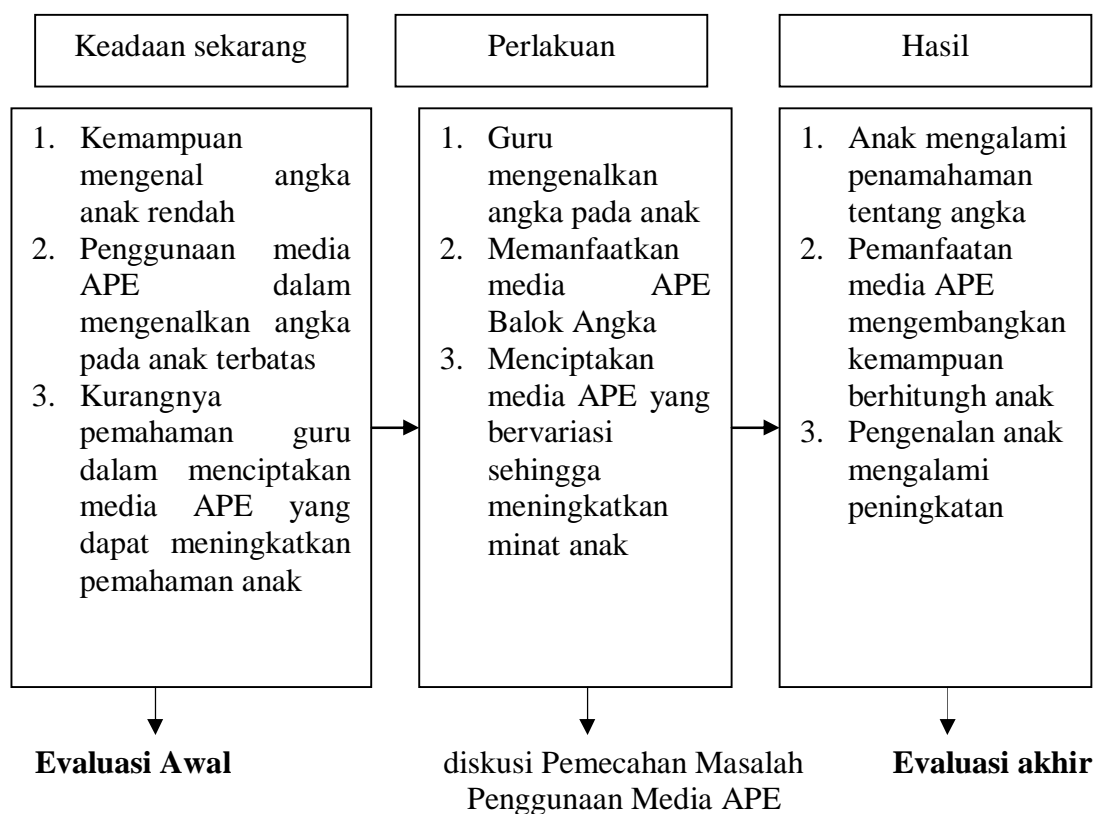 Keadaan sekarang
Perlakuan
Hasil
1. Kemampuan
mengenal angka
anak rendah
2. Penggunaan media
APE dalam
mengenalkan angka
pada anak terbatas
3. Kurangnya
pemahaman guru
dalam menciptakan
media APE yang
dapat meningkatkan
pemahaman anak
1. Guru
mengenalkan
angka pada anak
2. Memanfaatkan
media APE
Balok Angka
3. Menciptakan
media APE yang
bervariasi
sehingga
meningkatkan
minat anak
1. Anak mengalami
penamahaman
tentang angka
2. Pemanfaatan
media APE
mengembangkan
kemampuan
berhitungh anak
3. Pengenalan anak
mengalami
peningkatan
Evaluasi Awal
diskusi Pemecahan Masalah
Penggunaan Media APE
Evaluasi akhir